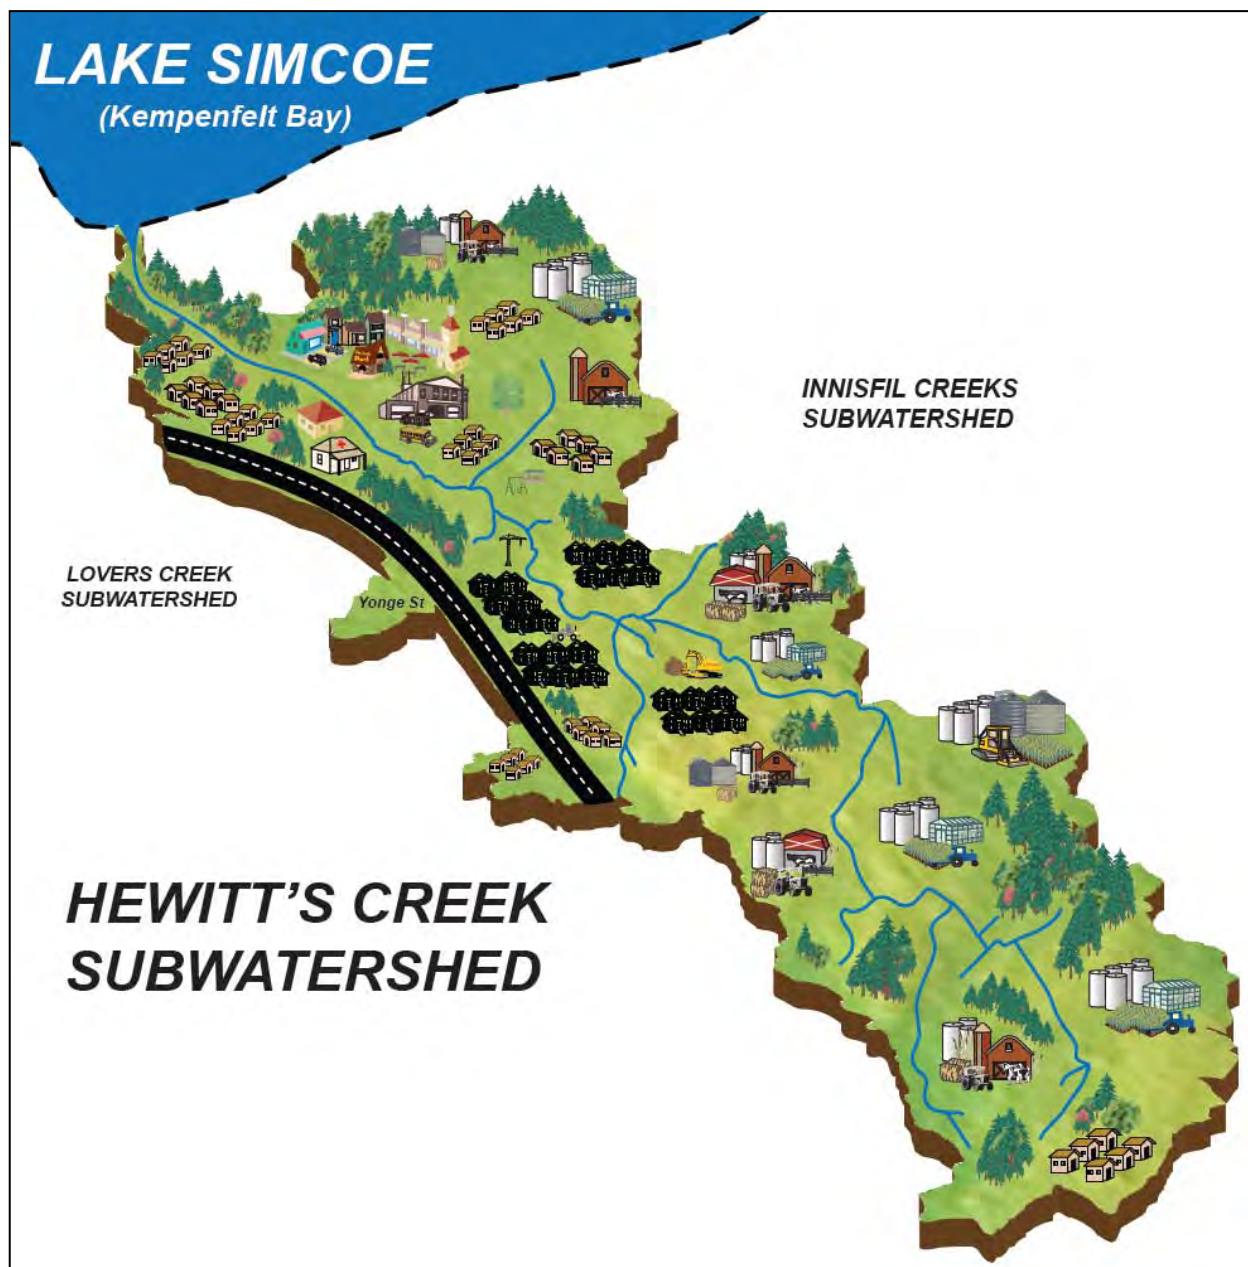 LAKE SIMCOE
(Kempenfelt Bay)
INNISFIL CREEKS
SUBWATERSHED
LOVERS CREEK
SUBWATERSHED
Yonge St
HEWITT'S CREEK
SUBWATERSHED